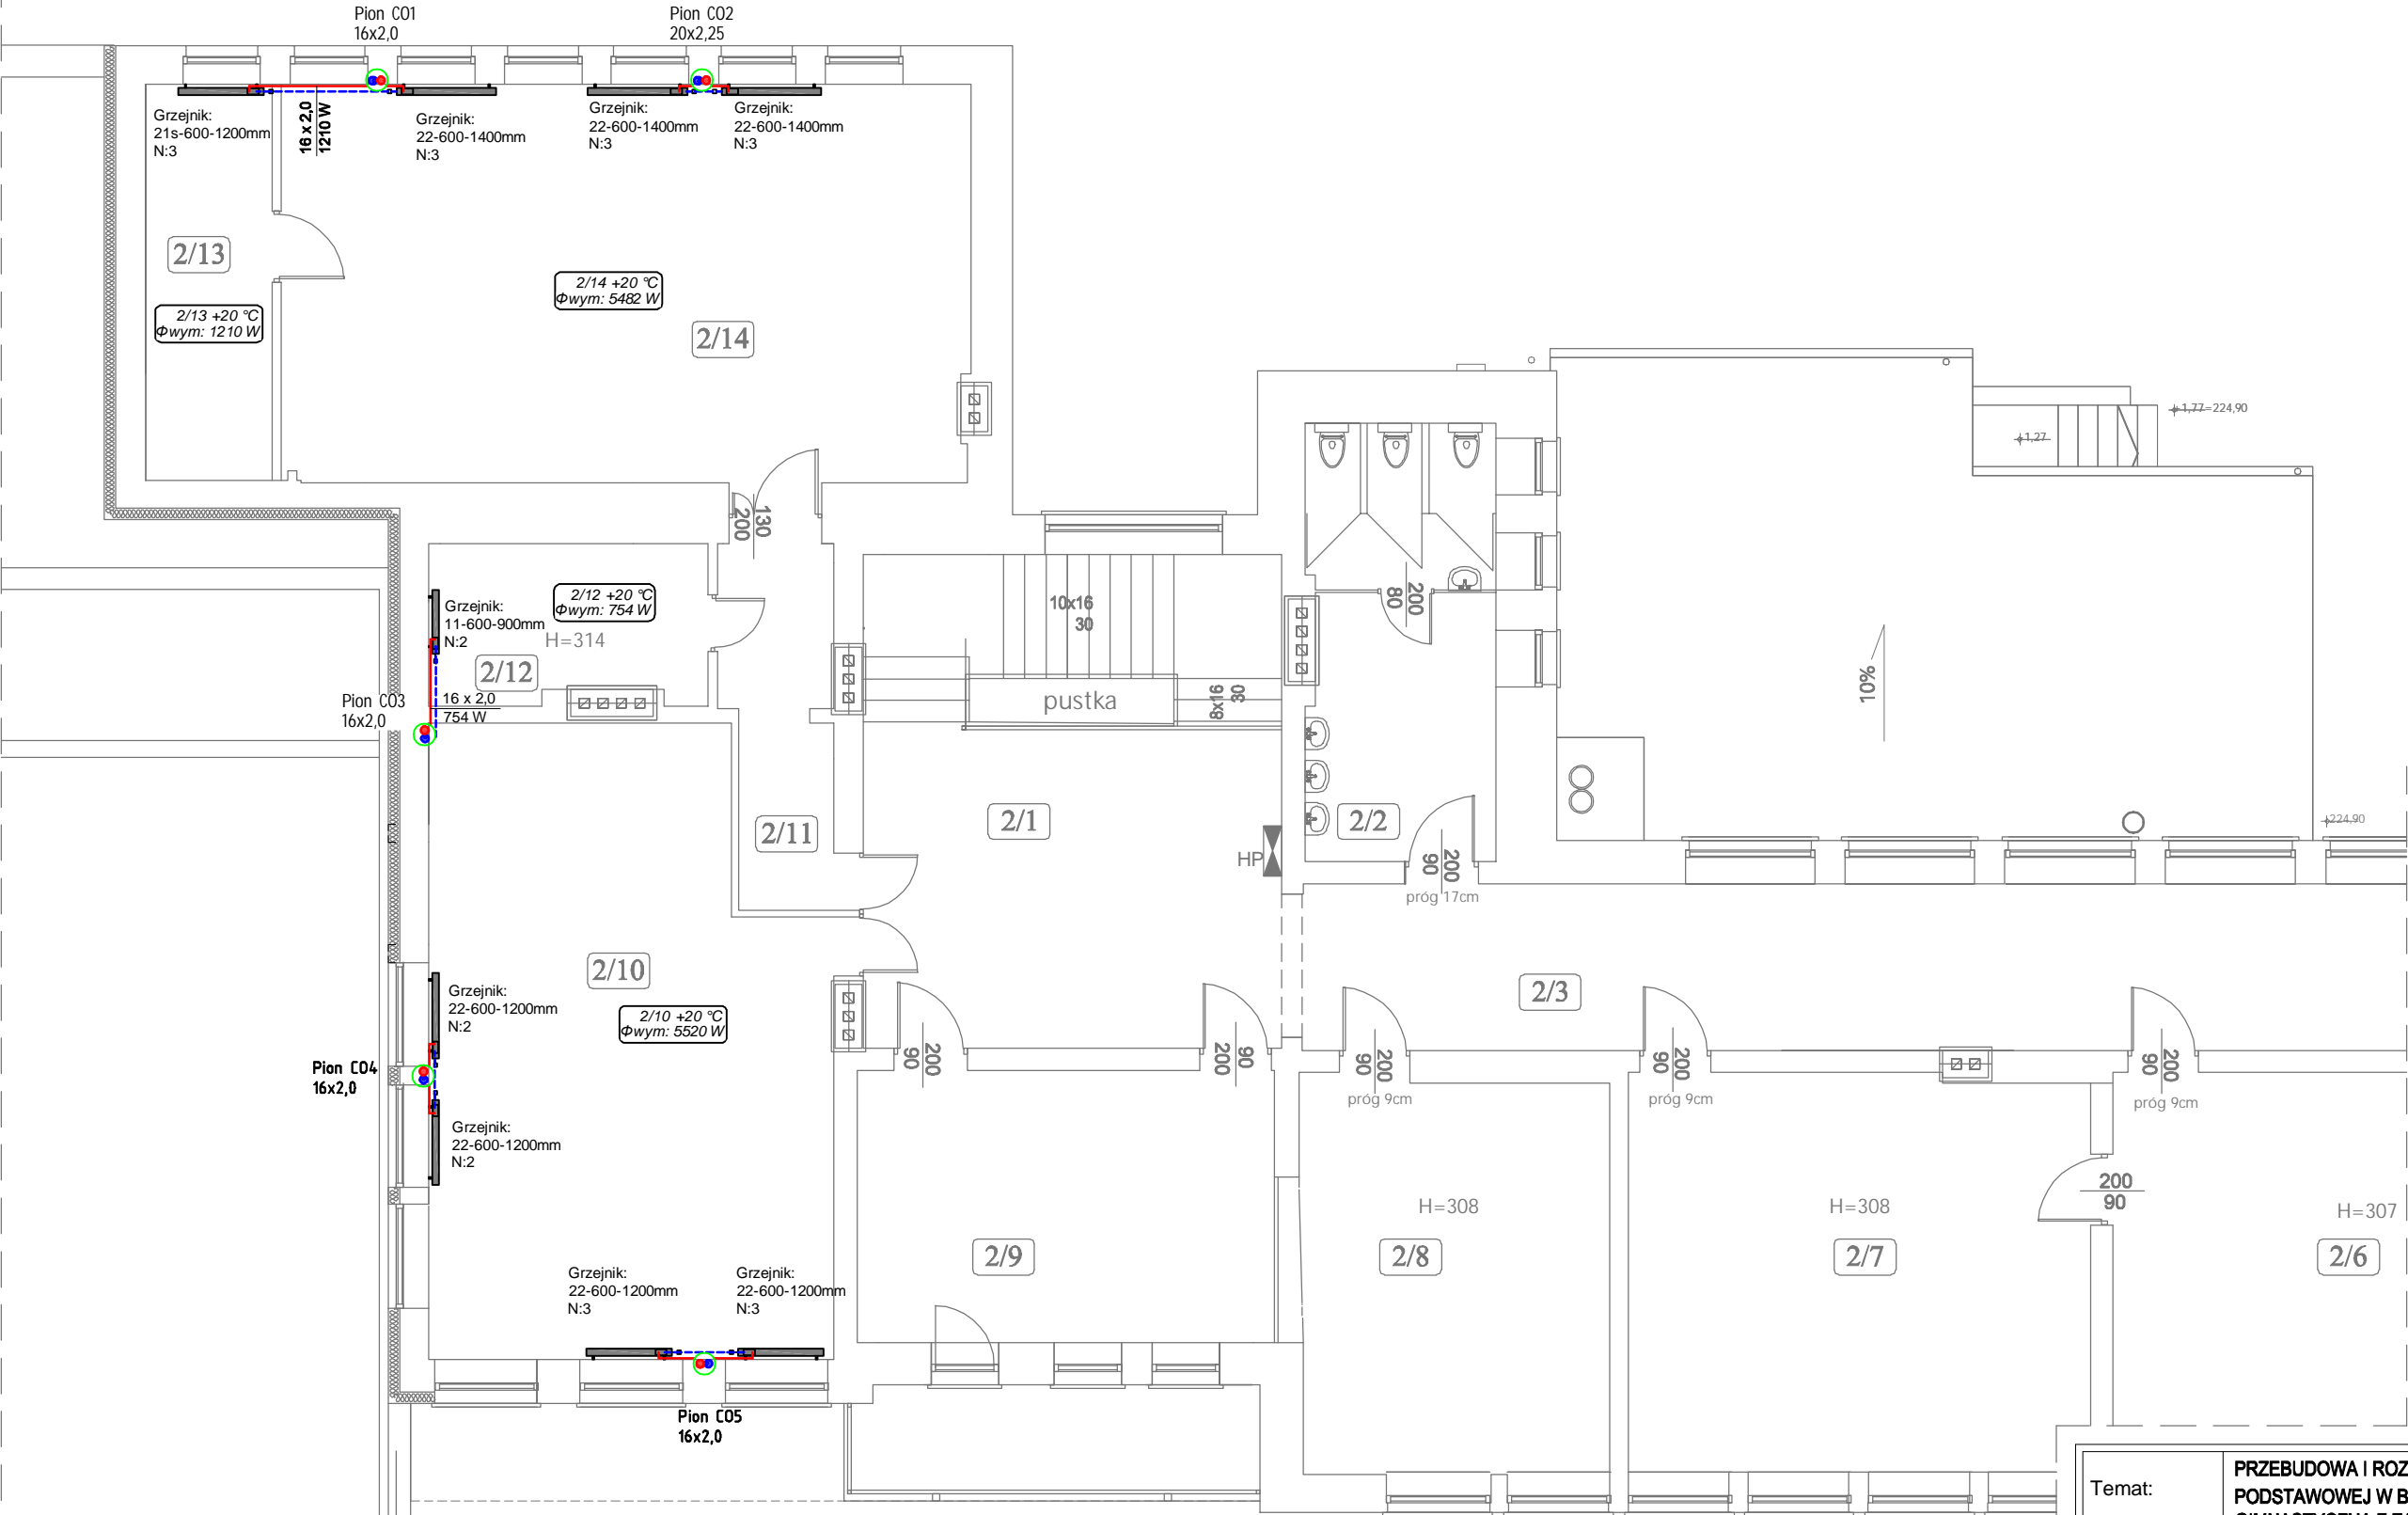 Pion CO1
16x2,0
Pion CO2
20x2,25
Grzejnik:
21s-600-1200mm
N:3
16 x 2,0
1210 W
Grzejnik:
22-600-1400mm
N:3
Grzejnik:
22-600-1400mm
N:3
Grzejnik:
22-600-1400mm
N:3
2/13
2/13 +20 °C
Φwym: 1210 W
2/14 +20 °C
Φwym: 5482 W
2/14
1,77=224,90
1,27
130
200
2/12 +20 °C
Φwym: 754 W
Grzejnik:
11-600-900mm
N:2
H=314
2/12
10x16
30
200
80
Pion CO3
16x2,0
16 x 2,0
754 W
pustka
8x16
30
10%
2/11
2/1
2/2
HP
224,90
200
90
próg 17cm
2/10
2/10 +20 °C
Φwym: 5520 W
2/3
Grzejnik:
22-600-1200mm
N:2
Pion CO4
16x2,0
200
90
90
200
200
90
200
90
200
90
próg 9cm
próg 9cm
próg 9cm
Grzejnik:
22-600-1200mm
N:2
200
90
H=308
H=308
H=307
2/9
2/8
2/7
2/6
Grzejnik:
22-600-1200mm
N:3
Grzejnik:
22-600-1200mm
N:3
Pion CO5
16x2,0
Temat:
PRZEBUDOWA I ROZ
PODSTAWOWEJ W B